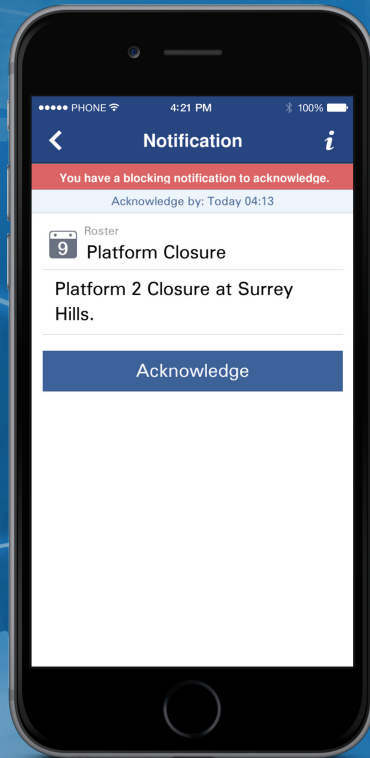 PHONE 4:21 PM 100%
Notification i
You have a blocking notification to acknowledge.
Acknowledge by: Today 04:13
Roster
9 Platform Closure
Platform 2 Closure at Surrey
Hills.
Acknowledge